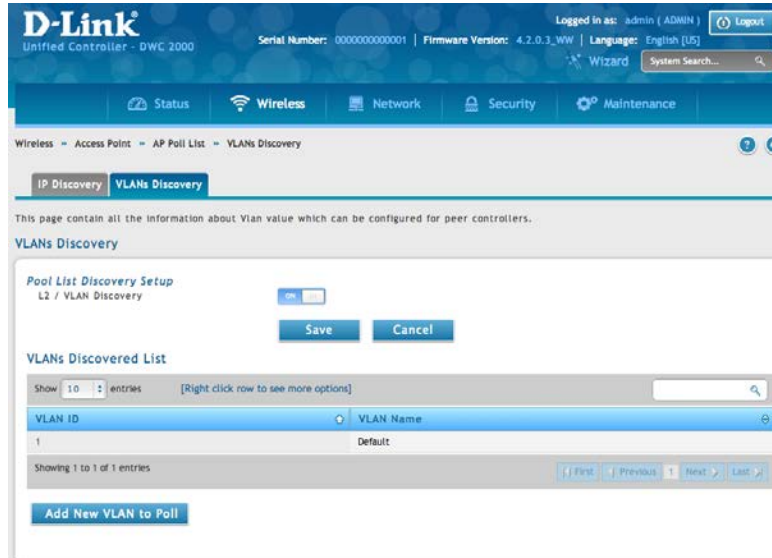 D-Link
Unified Controller - DWC 2000
Logged in as: admin ( ADMIN ) Logout
Serial Number: 0000000000001 | Firmware Version: 4.2.0.3_WW | Language: English [US]
Wizard System Search...
Status Wireless Network Security Maintenance
Wireless » Access Point » AP Poll List » VLANs Discovery
IP Discovery VLANs Discovery
This page contain all the information about Vlan value which can be configured for peer controllers.
VLANs Discovery
Pool List Discovery Setup
L2 / VLAN Discovery ON
Save Cancel
VLANs Discovered List
Show 10 entries [Right click row to see more options]
VLAN ID VLAN Name
1 Default
Showing 1 to 1 of 1 entries First Previous 1 Next Last
Add New VLAN to Poll